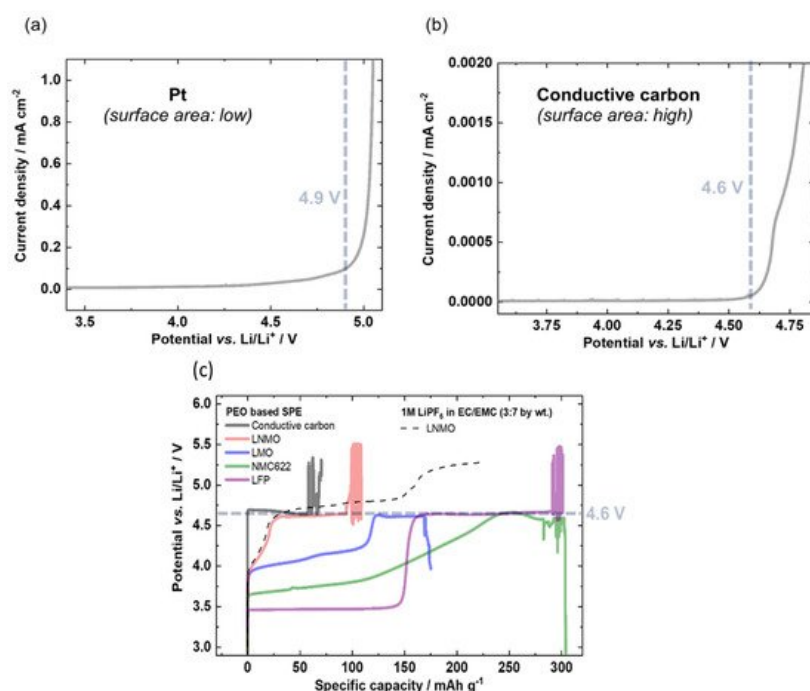 (a)
1.0
0.8
0.6
0.4
0.2
0.0
Current density / mA cm⁻²
Pt
(surface area: low)
4.9 V
3.5
4.0
4.5
5.0
Potential vs. Li/Li⁺ / V
(b)
0.0020
0.0015
0.0010
0.0005
0.0000
Current density / mA cm⁻²
Conductive carbon
(surface area: high)
4.6 V
3.75
4.00
4.25
4.50
4.75
Potential vs. Li/Li⁺ / V
(c)
6.0
5.5
5.0
4.5
4.0
3.5
3.0
Potential vs. Li/Li⁺ / V
PEO based SPE
Conductive carbon
LNMO
LMO
NMC622
LFP
1M LiPF₆ in EC/EMC (3:7 by wt.)
LNMO
4.6 V
0
50
100
150
200
250
300
Specific capacity / mAh g⁻¹